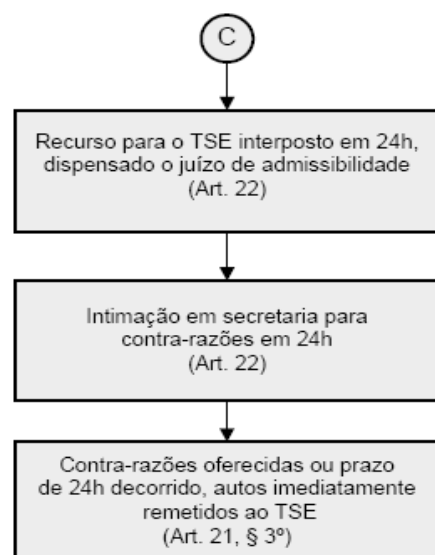 C
Recurso para o TSE interposto em 24h,
dispensado o juízo de admissibilidade
(Art. 22)
Intimação em secretaria para
contra-razões em 24h
(Art. 22)
Contra-razões oferecidas ou prazo
de 24h decorrido, autos imediatamente
remetidos ao TSE
(Art. 21, § 3º)